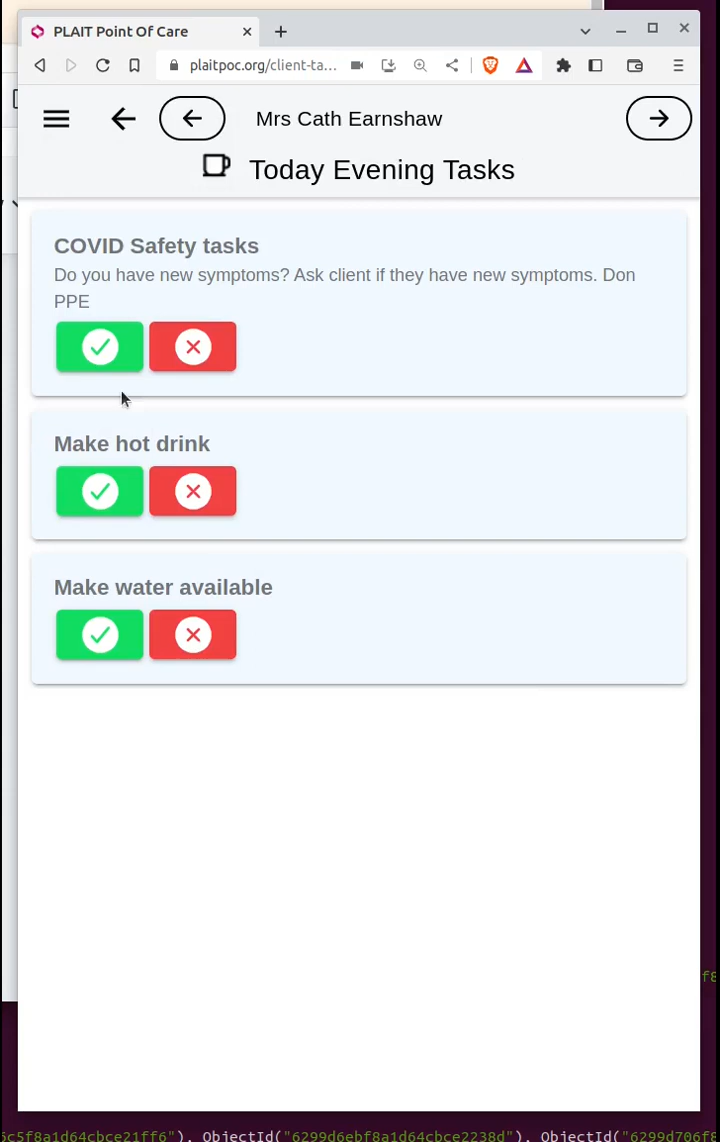 PLAIT Point Of Care
plaitpoc.org/client-ta...
Mrs Cath Earnshaw
Today Evening Tasks
COVID Safety tasks
Do you have new symptoms? Ask client if they have new symptoms. Don
PPE
Make hot drink
Make water available
f8
6c5f8a1d64cbce21ff6"), ObjectId("6299d6ebf8a1d64cbce2238d"), ObjectId("6299d706f8